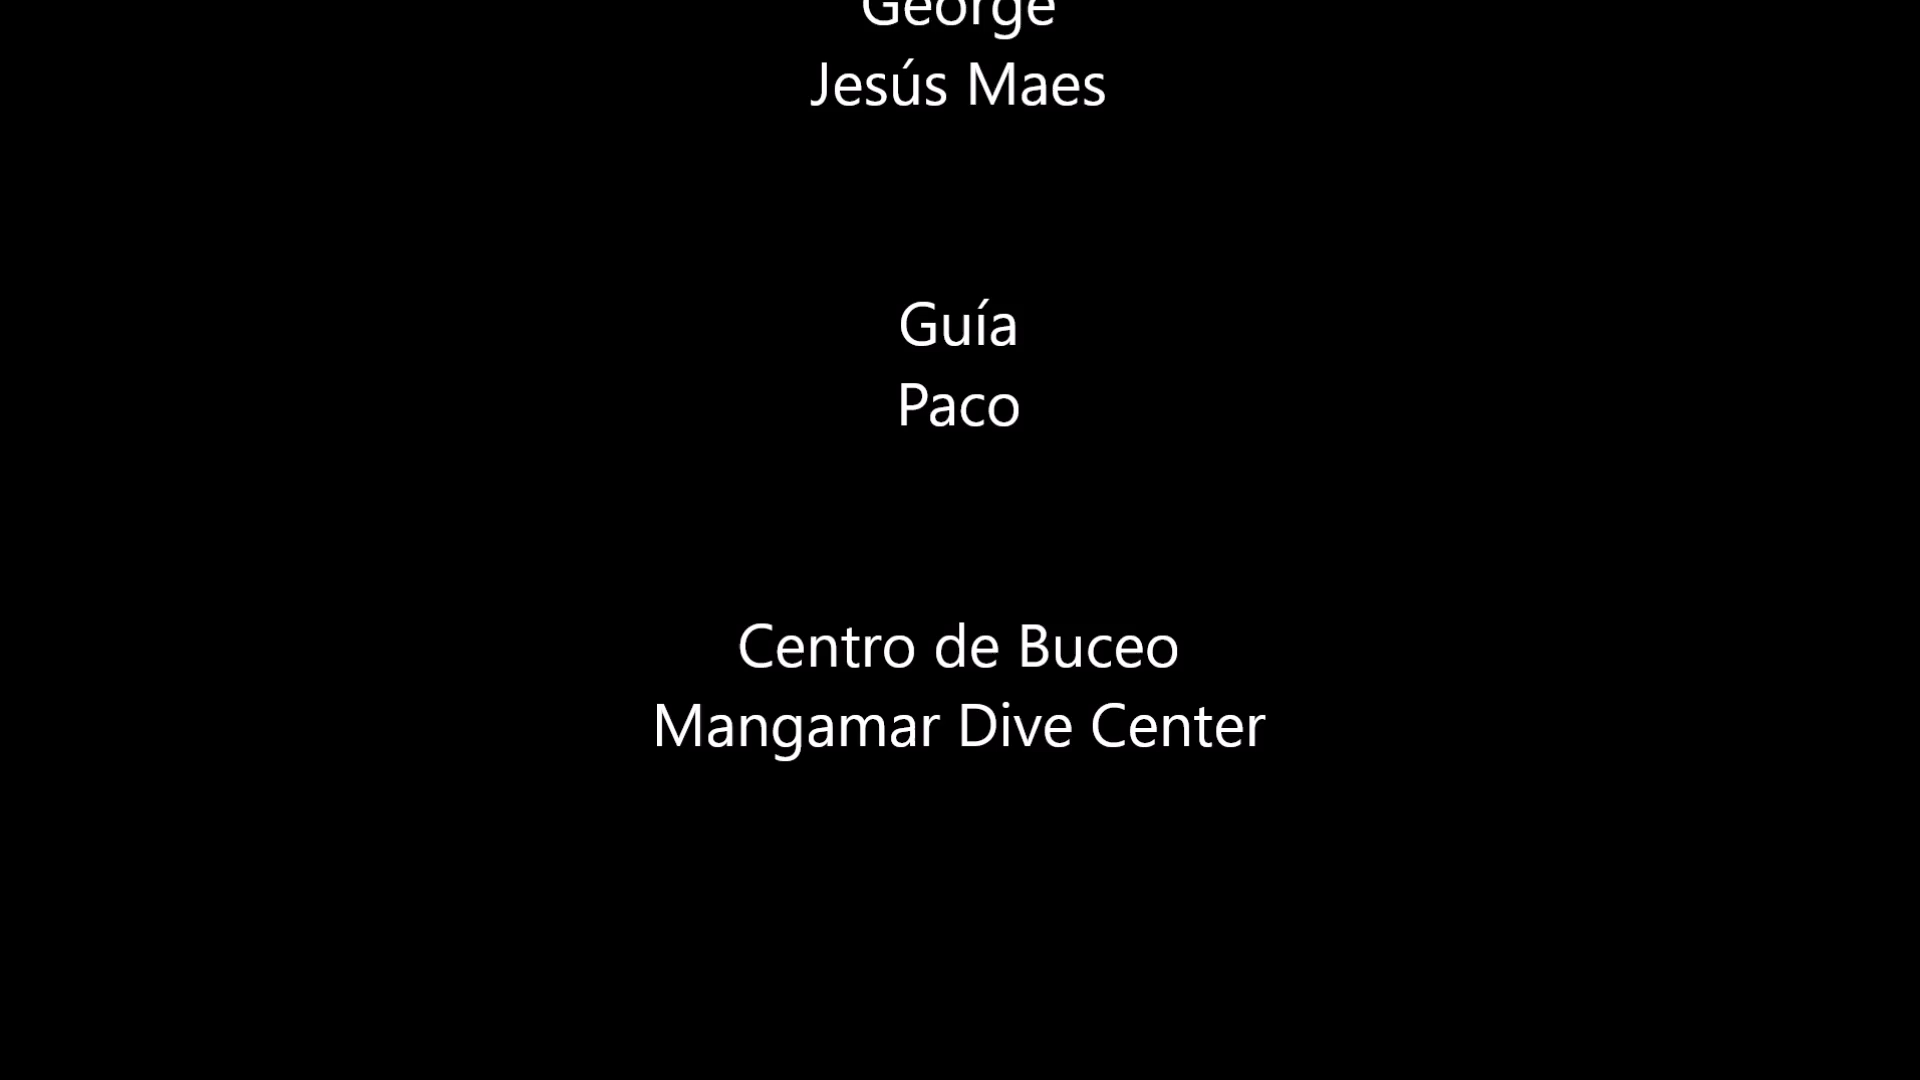 George
Jesús Maes
Guía
Paco
Centro de Buceo
Mangamar Dive Center